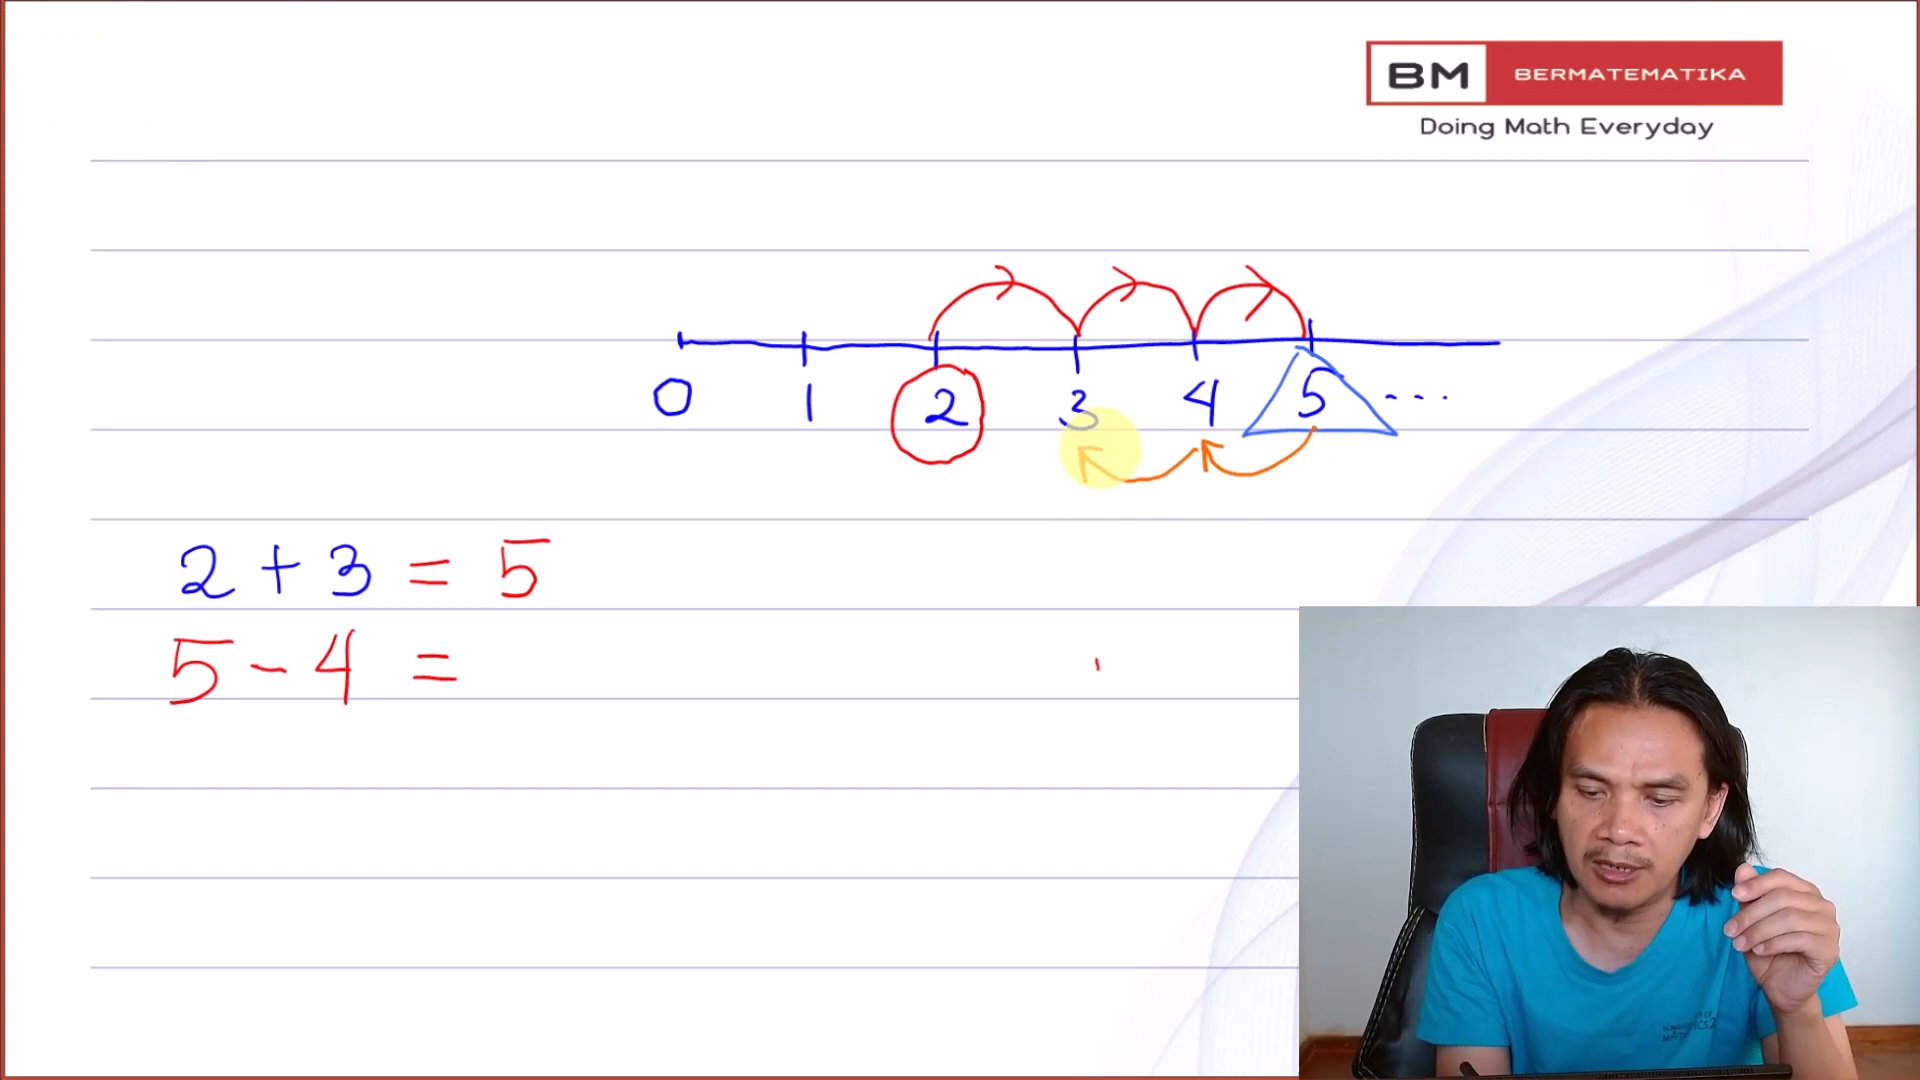 BM BERMATEMATIKA
Doing Math Everyday
0 1 2 3 4 5 ...
2 + 3 = 5
5 - 4 =